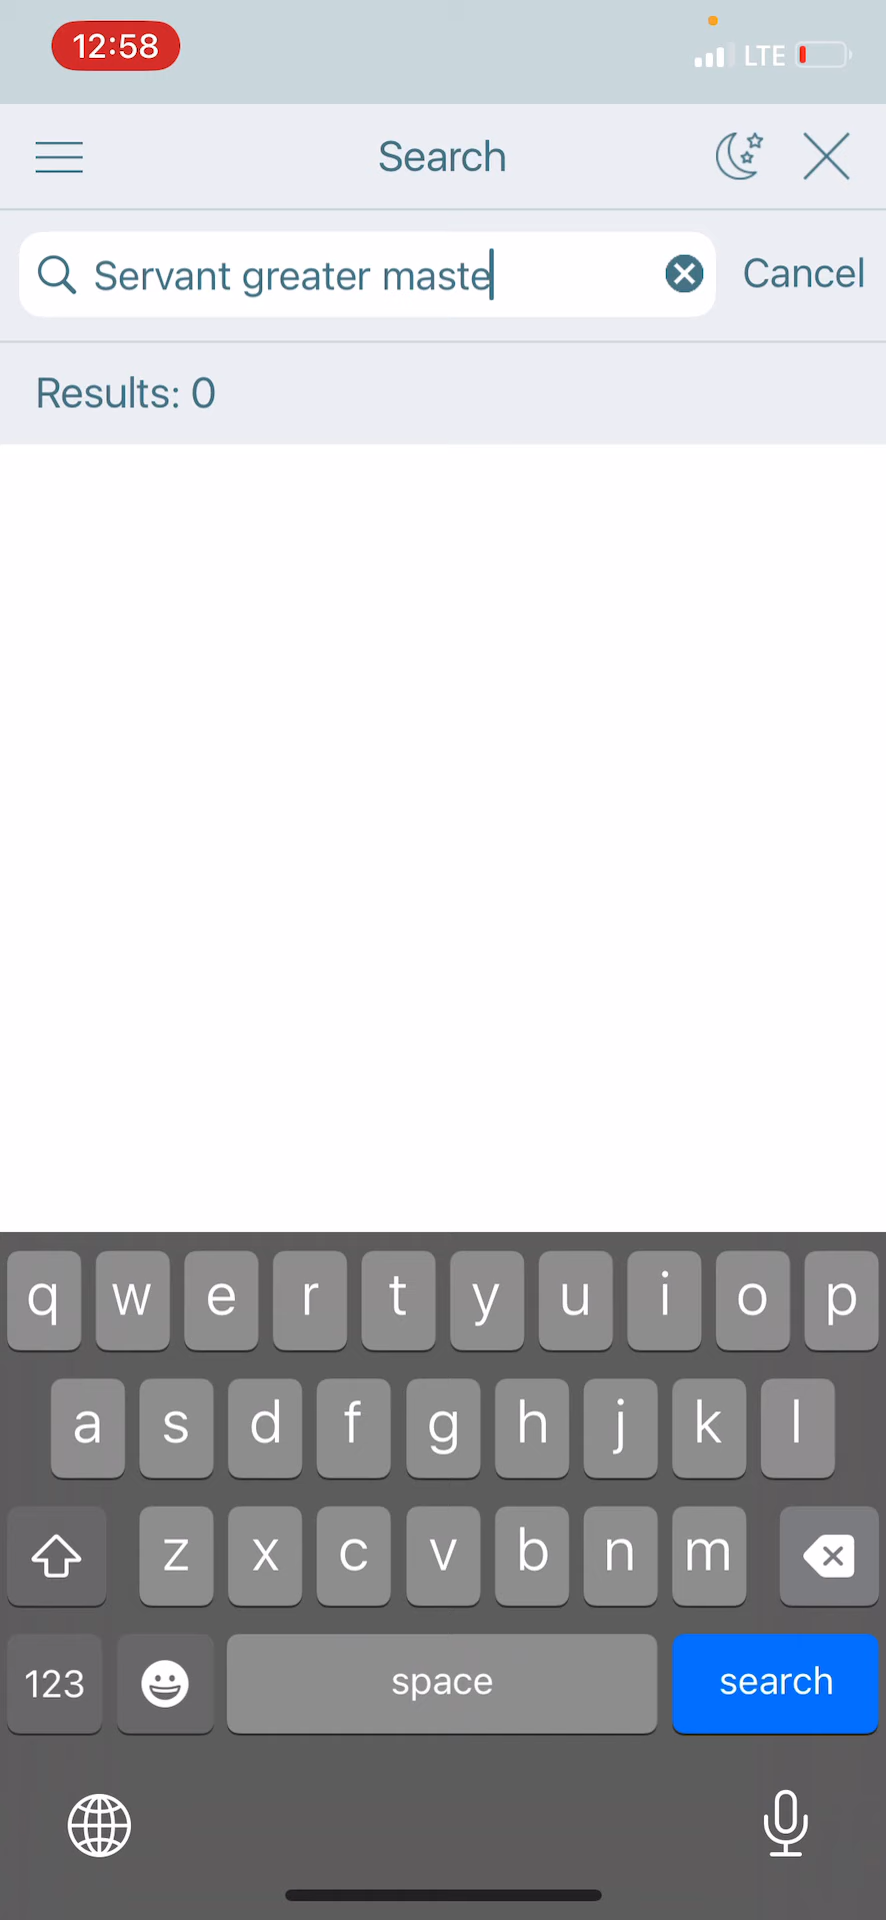 12:58
LTE
Search
Servant greater maste
Cancel
Results: 0
q w e r t y u i o p
a s d f g h j k l
z x c v b n m
123
space
search